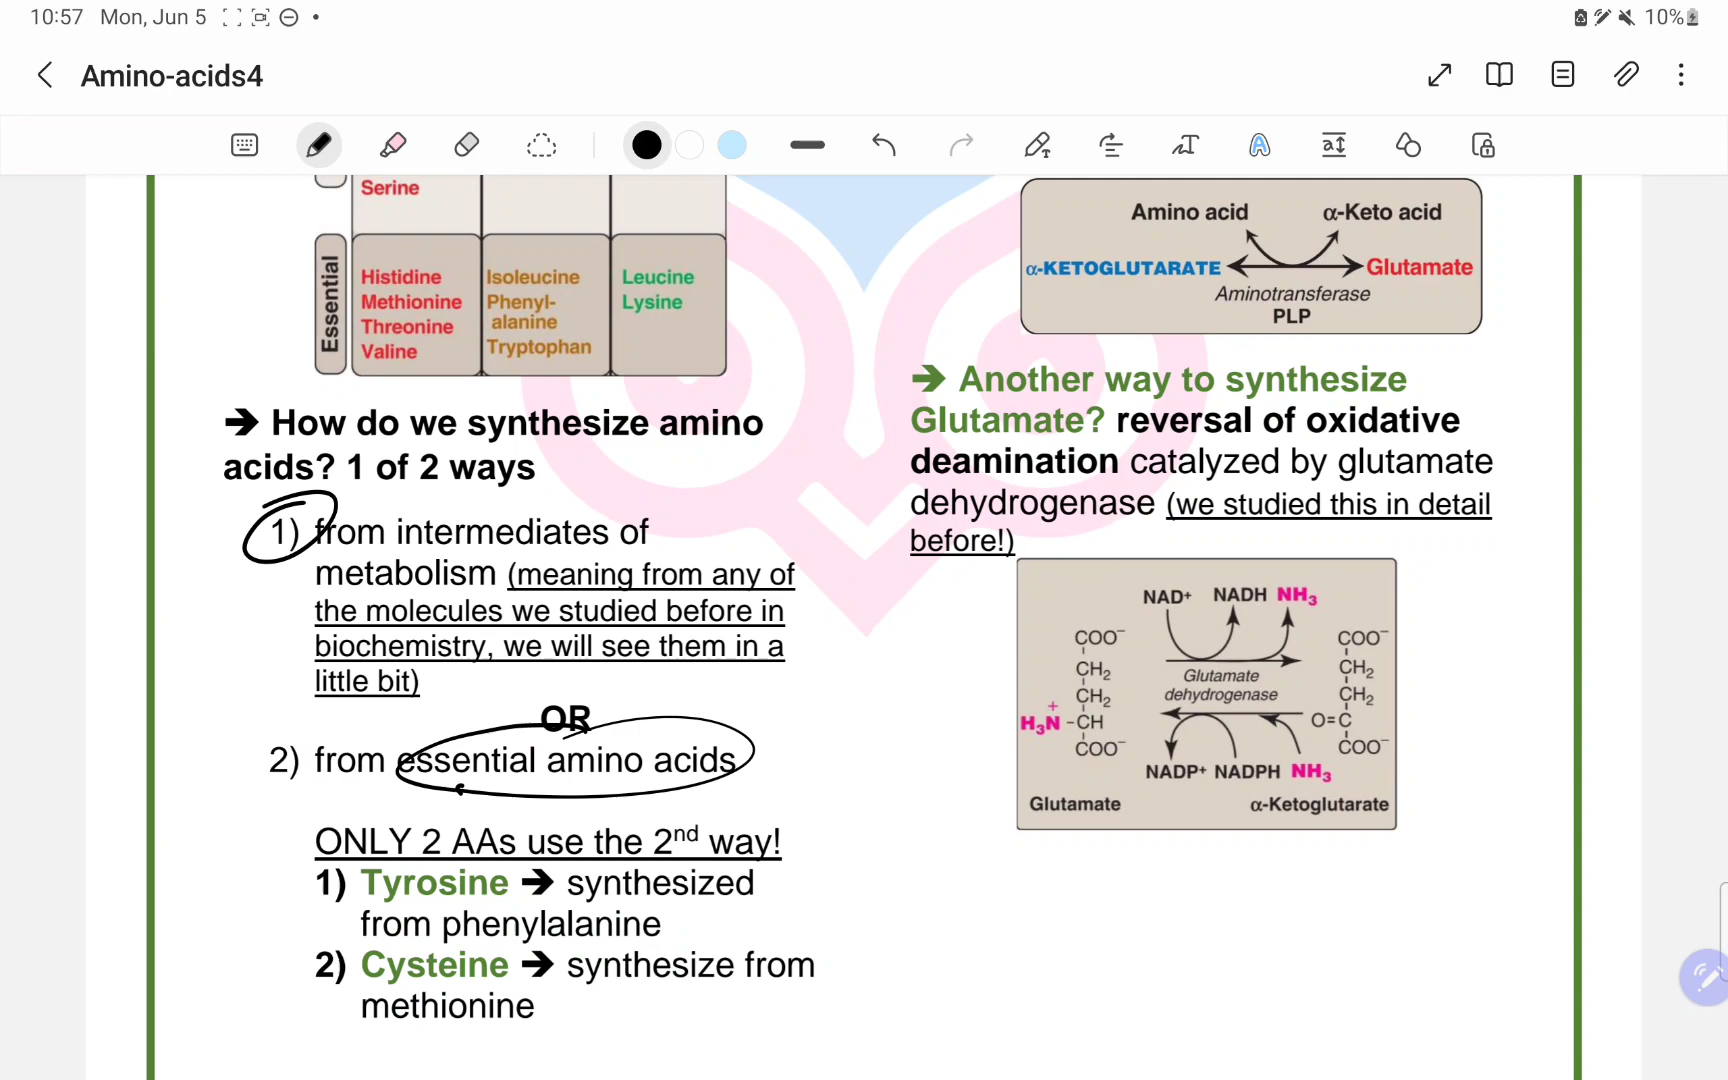 10:57 Mon, Jun 5 10%
Amino-acids4
Serine
Essential
Histidine
Methionine
Threonine
Valine
Isoleucine
Phenyl-
alanine
Tryptophan
Leucine
Lysine
➔ How do we synthesize amino
acids? 1 of 2 ways
1) from intermediates of
metabolism (meaning from any of
the molecules we studied before in
biochemistry, we will see them in a
little bit)
OR
2) from essential amino acids
ONLY 2 AAs use the 2nd way!
1) Tyrosine ➔ synthesized
from phenylalanine
2) Cysteine ➔ synthesize from
methionine
Amino acid α-Keto acid
α-KETOGLUTARATE Glutamate
Aminotransferase
PLP
➔ Another way to synthesize
Glutamate? reversal of oxidative
deamination catalyzed by glutamate
dehydrogenase (we studied this in detail
before!)
NAD+ NADH NH3
COO−
CH2
CH2
+
H3N-CH
COO−
Glutamate
dehydrogenase
COO−
CH2
CH2
O=C
COO−
NADP+ NADPH NH3
Glutamate α-Ketoglutarate